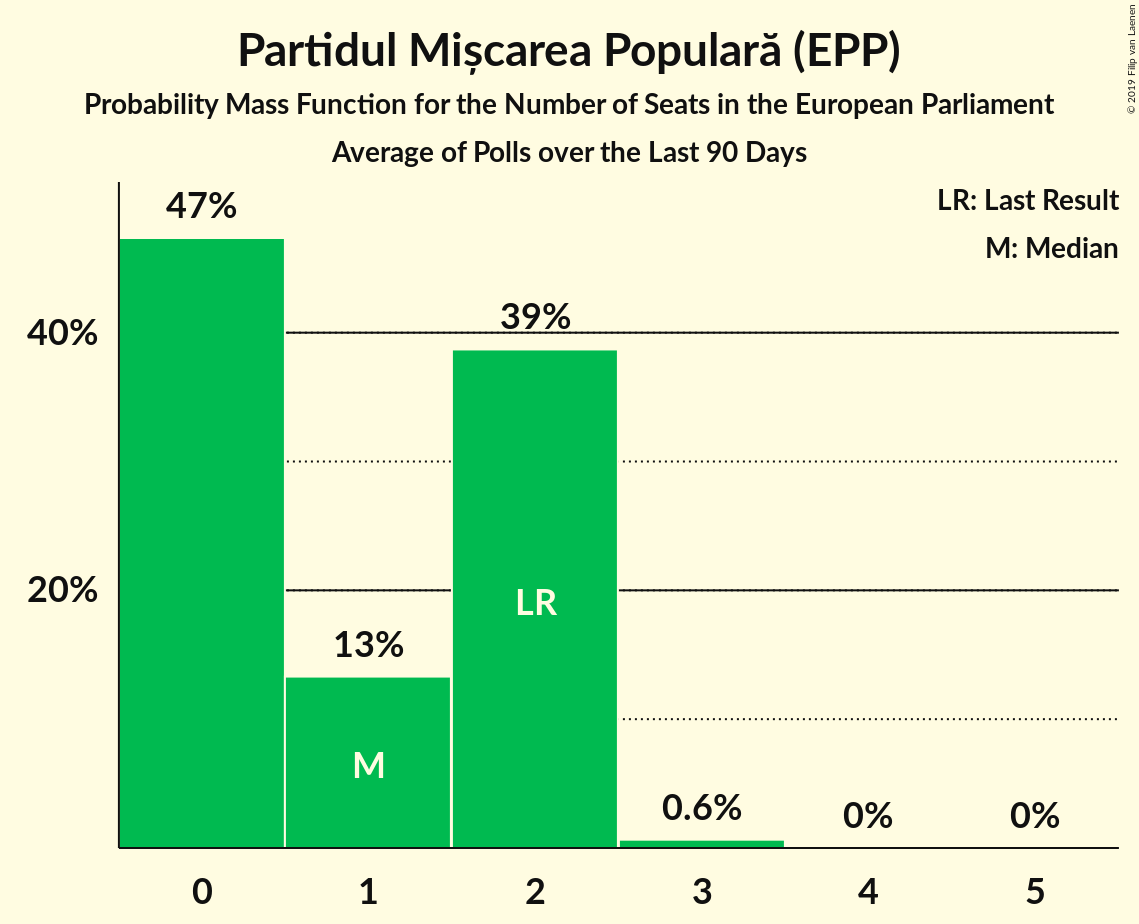 Partidul Mișcarea Populară (EPP)
Probability Mass Function for the Number of Seats in the European Parliament
Average of Polls over the Last 90 Days
© 2019 Filip van Laenen
LR: Last Result
M: Median
47%
39%
40%
20%
13%
LR
M
0.6%
0%
0%
0
1
2
3
4
5